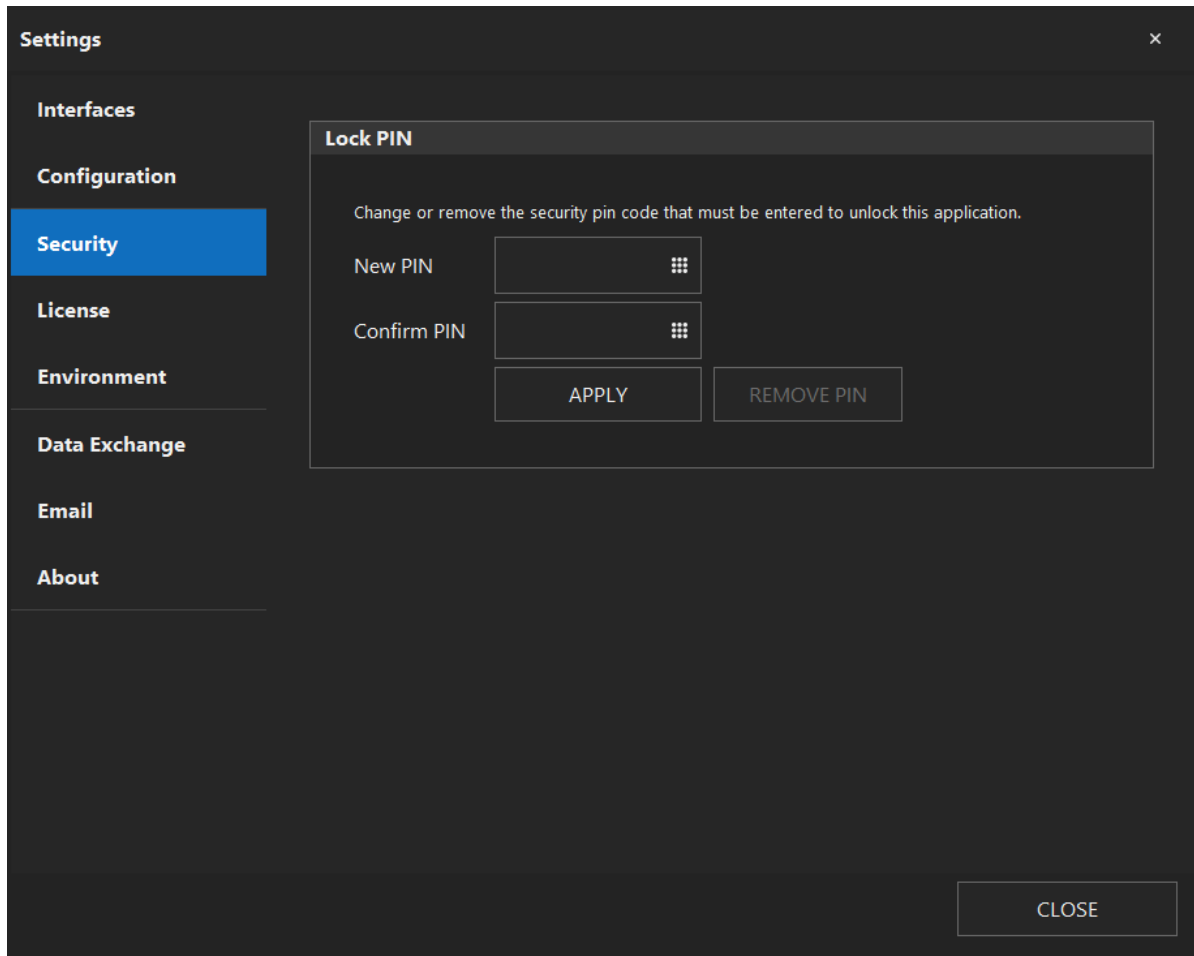 Settings
Interfaces
Configuration
Security
License
Environment
Data Exchange
Email
About
Lock PIN
Change or remove the security pin code that must be entered to unlock this application.
New PIN
Confirm PIN
APPLY REMOVE PIN
CLOSE